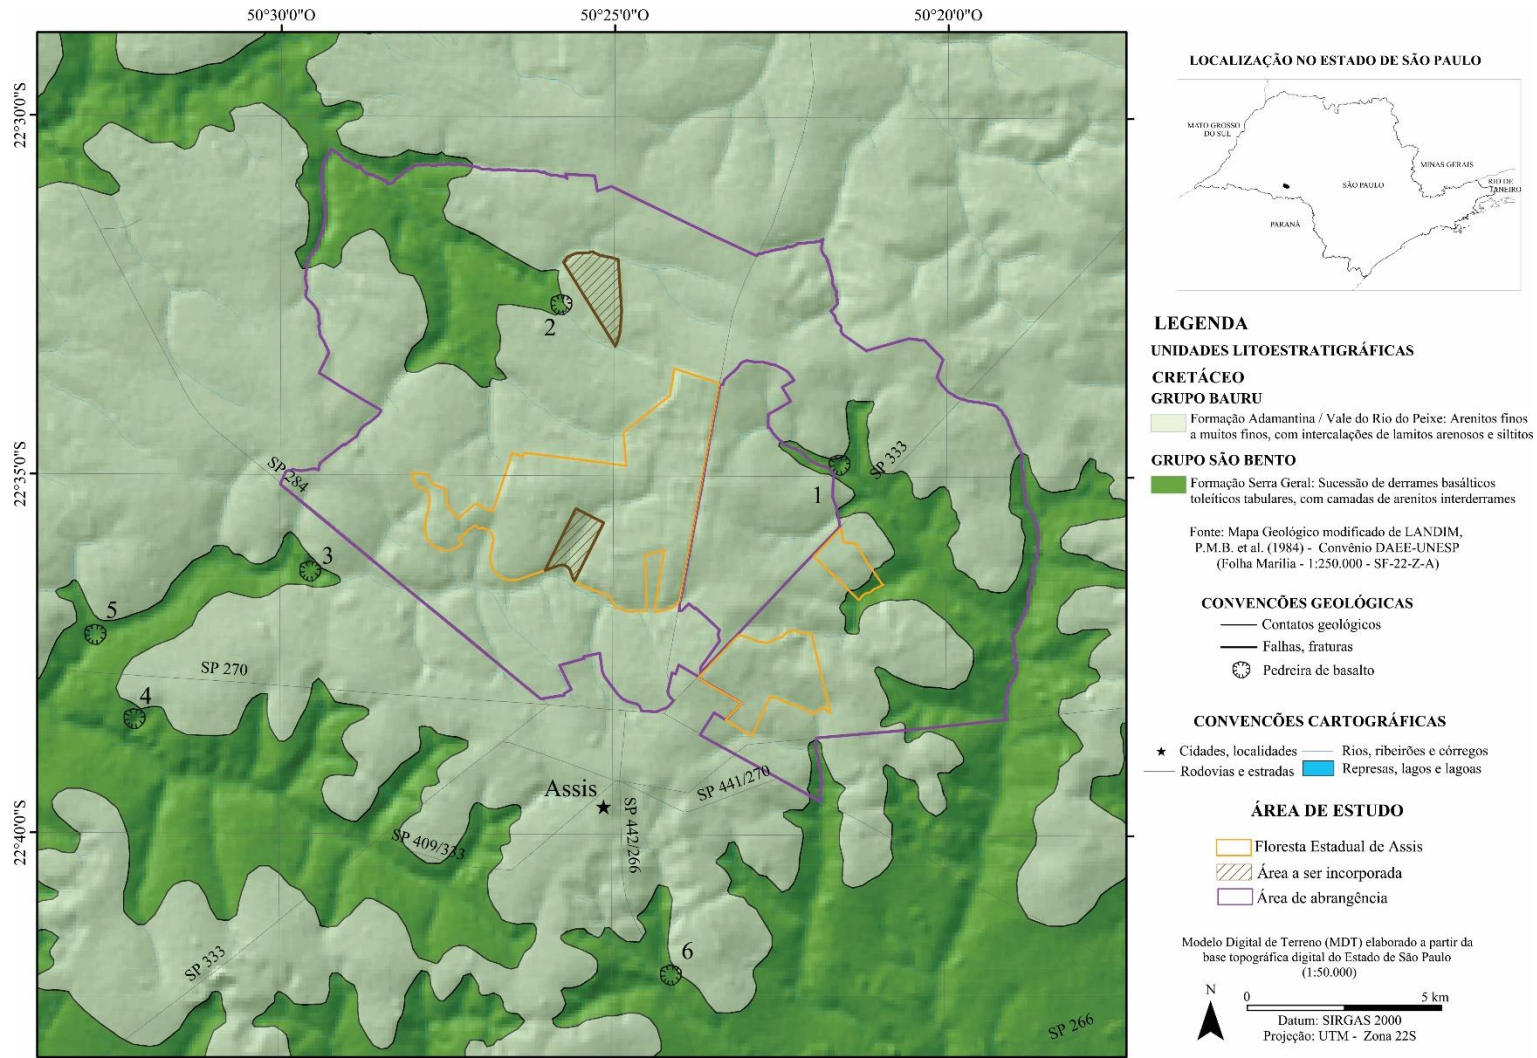 50°30'0"O
50°25'0"O
50°20'0"O
22°30'0"S
22°35'0"S
22°40'0"S
2
1
SP 333
SP 284
3
5
SP 270
4
Assis
SP 441/270
SP 442/266
SP 409/333
SP 333
6
SP 266
LOCALIZAÇÃO NO ESTADO DE SÃO PAULO
MATO GROSSO
DO SUL
MINAS GERAIS
RIO DE
JANEIRO
SÃO PAULO
PARANÁ
LEGENDA
UNIDADES LITOESTRATIGRÁFICAS
CRETÁCEO
GRUPO BAURU
Formação Adamantina / Vale do Rio do Peixe: Arenitos finos
a muitos finos, com intercalações de lamitos arenosos e siltitos
GRUPO SÃO BENTO
Formação Serra Geral: Sucessão de derrames basálticos
toleíticos tabulares, com camadas de arenitos interderrames
Fonte: Mapa Geológico modificado de LANDIM,
P.M.B. et al. (1984) - Convênio DAEE-UNESP
(Folha Marilia - 1:250.000 - SF-22-Z-A)
CONVENCÕES GEOLÓGICAS
Contatos geológicos
Falhas, fraturas
Pedreira de basalto
CONVENCÕES CARTOGRÁFICAS
Cidades, localidades
Rios, ribeirões e córregos
Rodovias e estradas
Represas, lagos e lagoas
ÁREA DE ESTUDO
Floresta Estadual de Assis
Área a ser incorporada
Área de abrangência
Modelo Digital de Terreno (MDT) elaborado a partir da
base topográfica digital do Estado de São Paulo
(1:50.000)
N
0 5 km
Datum: SIRGAS 2000
Projeção: UTM - Zona 22S